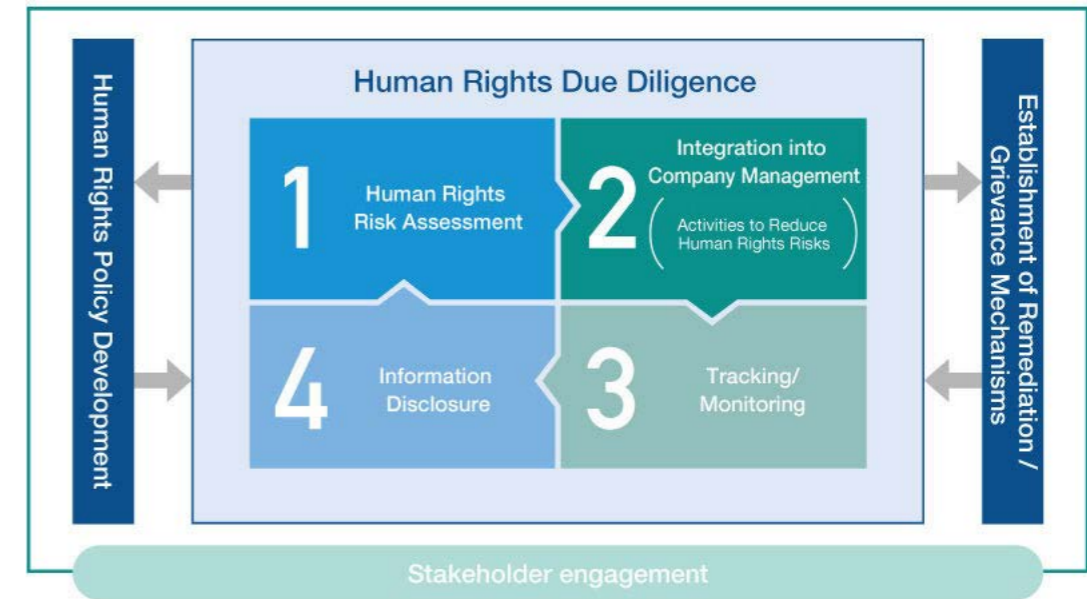 Human Rights Policy Development
Human Rights Due Diligence
1
Human Rights
Risk Assessment
2
Integration into
Company Management
(Activities to Reduce
Human Rights Risks)
4
Information
Disclosure
3
Tracking/
Monitoring
Establishment of Remediation /
Grievance Mechanisms
Stakeholder engagement